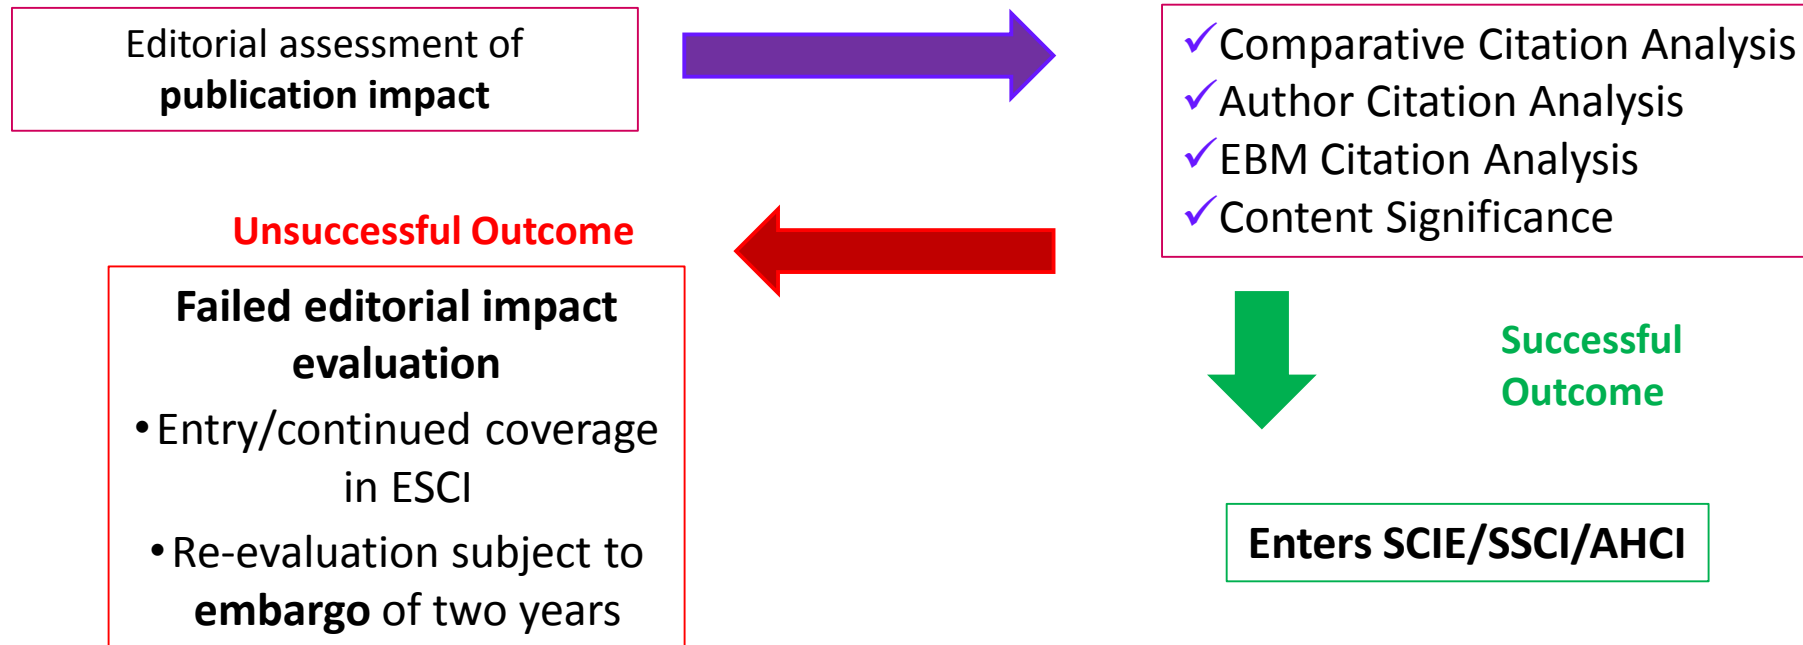 Editorial assessment of
publication impact
✓Comparative Citation Analysis
✓Author Citation Analysis
✓EBM Citation Analysis
✓Content Significance
Unsuccessful Outcome
Failed editorial impact
evaluation
•Entry/continued coverage
in ESCI
•Re-evaluation subject to
embargo of two years
Successful
Outcome
Enters SCIE/SSCI/AHCI